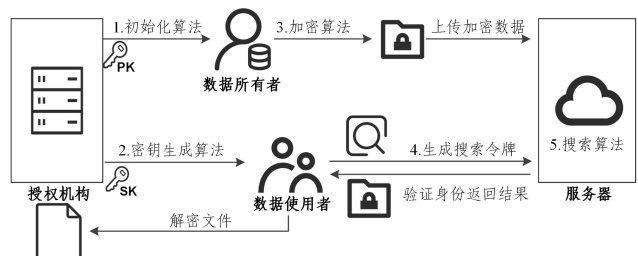 1.初始化算法
PK
3.加密算法
上传加密数据
数据所有者
2.密钥生成算法
SK
4.生成搜索令牌
5.搜索算法
授权机构
数据使用者
验证身份返回结果
服务器
解密文件